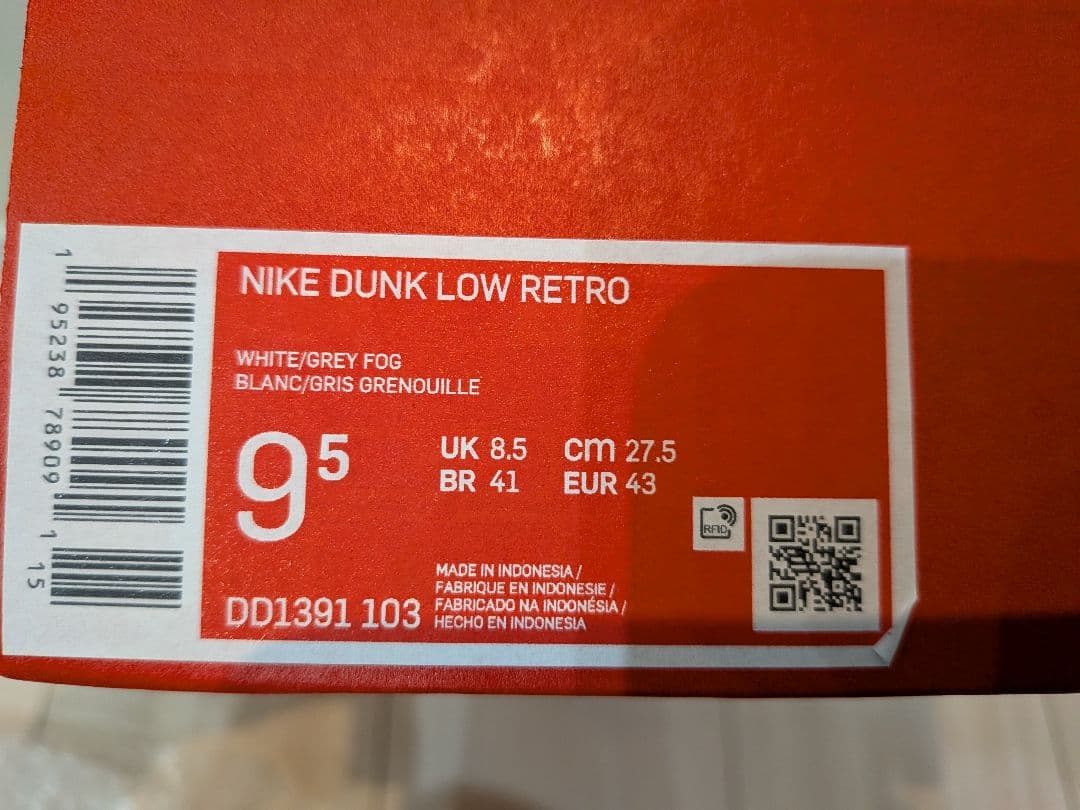 NIKE DUNK LOW RETRO
WHITE/GREY FOG
BLANC/GRIS GRENOUILLE
9⁵
UK 8.5 cm 27.5
BR 41 EUR 43
RFID
MADE IN INDONESIA /
FABRIQUE EN INDONESIE /
FABRICADO NA INDONÉSIA /
HECHO EN INDONESIA
DD1391 103
1 95238 78909 1 15